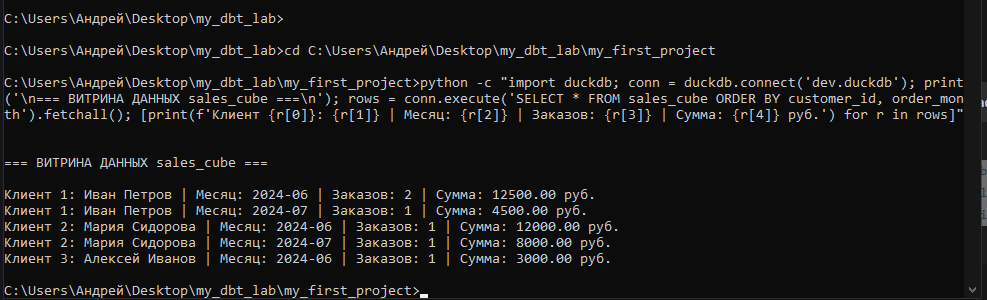 C:\Users\Андрей\Desktop\my_dbt_lab>
C:\Users\Андрей\Desktop\my_dbt_lab>cd C:\Users\Андрей\Desktop\my_dbt_lab\my_first_project
C:\Users\Андрей\Desktop\my_dbt_lab\my_first_project>python -c "import duckdb; conn = duckdb.connect('dev.duckdb'); print
('\n=== ВИТРИНА ДАННЫХ sales_cube ===\n'); rows = conn.execute('SELECT * FROM sales_cube ORDER BY customer_id, order_mon
th').fetchall(); [print(f'Клиент {r[0]}: {r[1]} | Месяц: {r[2]} | Заказов: {r[3]} | Сумма: {r[4]} руб.') for r in rows]"
=== ВИТРИНА ДАННЫХ sales_cube ===
Клиент 1: Иван Петров | Месяц: 2024-06 | Заказов: 2 | Сумма: 12500.00 руб.
Клиент 1: Иван Петров | Месяц: 2024-07 | Заказов: 1 | Сумма: 4500.00 руб.
Клиент 2: Мария Сидорова | Месяц: 2024-06 | Заказов: 1 | Сумма: 12000.00 руб.
Клиент 2: Мария Сидорова | Месяц: 2024-07 | Заказов: 1 | Сумма: 8000.00 руб.
Клиент 3: Алексей Иванов | Месяц: 2024-06 | Заказов: 1 | Сумма: 3000.00 руб.
C:\Users\Андрей\Desktop\my_dbt_lab\my_first_project>